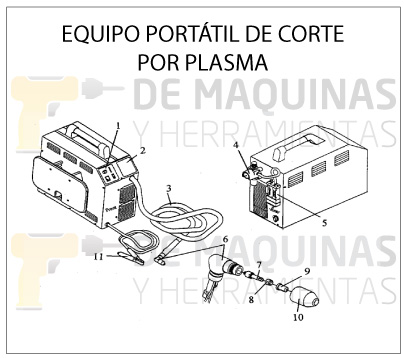 EQUIPO PORTÁTIL DE CORTE
POR PLASMA
DE MAQUINAS
Y HERRAMIENTAS
1
2
3
4
5
6
7
8
9
10
11
DE MAQUINAS
Y HERRAMIENTAS